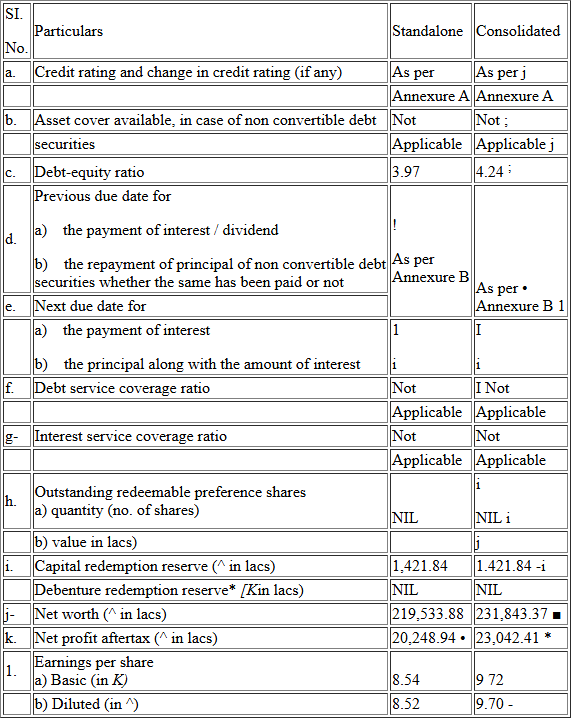 SI.
No.
Particulars
Standalone
Consolidated
a.
Credit rating and change in credit rating (if any)
As per
As per j
Annexure A
Annexure A
b.
Asset cover available, in case of non convertible debt
Not
Not ;
securities
Applicable
Applicable j
c.
Debt-equity ratio
3.97
4.24 ;
d.
Previous due date for
a) the payment of interest / dividend
b) the repayment of principal of non convertible debt
securities whether the same has been paid or not
!
As per
Annexure B
As per •
Annexure B 1
e.
Next due date for
a) the payment of interest
b) the principal along with the amount of interest
1
i
I
i
f.
Debt service coverage ratio
Not
I Not
Applicable
Applicable
g-
Interest service coverage ratio
Not
Not
Applicable
Applicable
h.
Outstanding redeemable preference shares
a) quantity (no. of shares)
NIL
i
NIL i
b) value in lacs)
j
i.
Capital redemption reserve (^ in lacs)
1,421.84
1.421.84 -i
Debenture redemption reserve* [Kin lacs)
NIL
NIL
j-
Net worth (^ in lacs)
219,533.88
231,843.37 ■
k.
Net profit aftertax (^ in lacs)
20,248.94 •
23,042.41 *
1.
Earnings per share
a) Basic (in K)
8.54
9 72
b) Diluted (in ^)
8.52
9.70 -